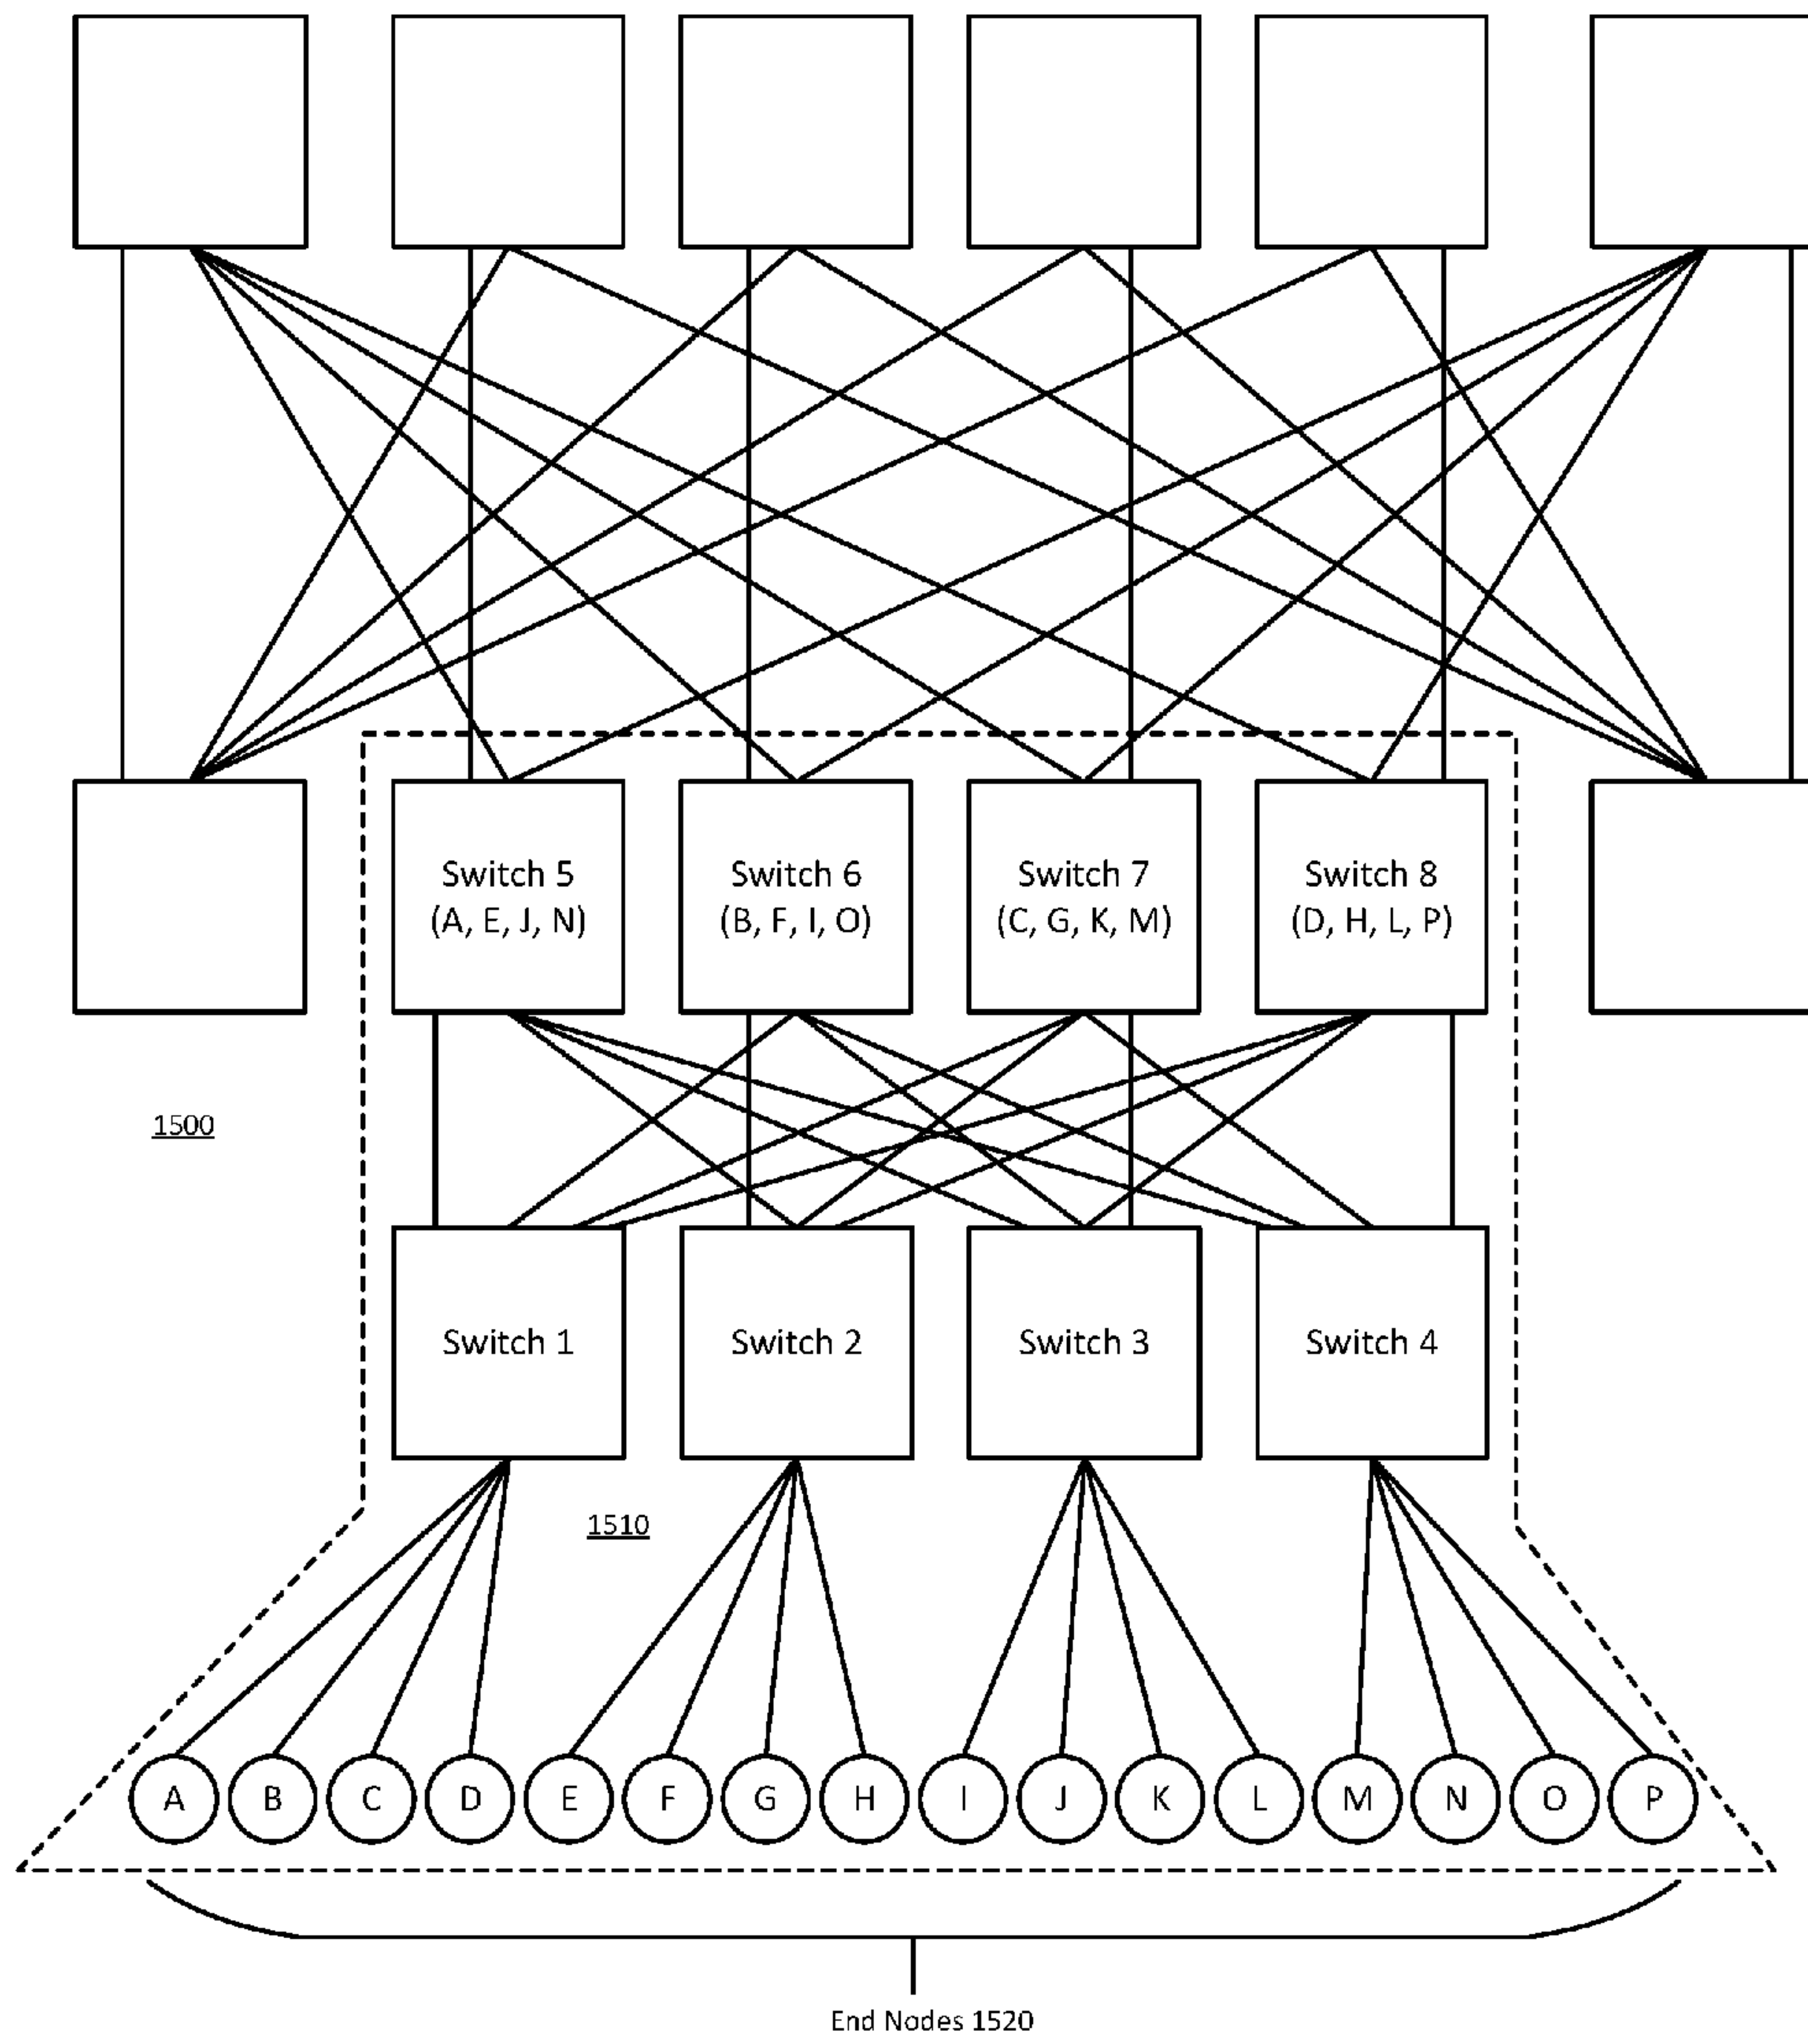 Switch 5
(A, E, J, N)
Switch 6
(B, F, I, O)
Switch 7
(C, G, K, M)
Switch 8
(D, H, L, P)
1500
Switch 1
Switch 2
Switch 3
Switch 4
1510
A B C D E F G H I J K L M N O P
End Nodes 1520